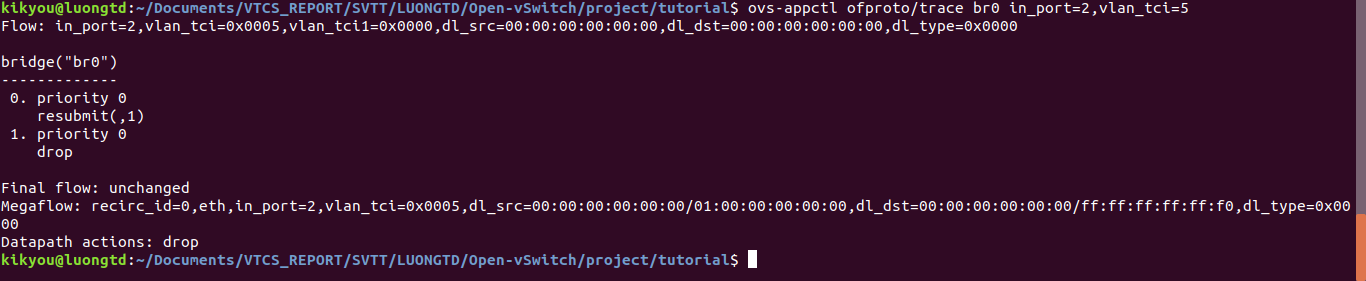 kikyou@luongtd:~/Documents/VTCS_REPORT/SVTT/LUONGTD/Open-vSwitch/project/tutorial$ ovs-appctl ofproto/trace br0 in_port=2,vlan_tci=5
Flow: in_port=2,vlan_tci=0x0005,vlan_tci1=0x0000,dl_src=00:00:00:00:00:00,dl_dst=00:00:00:00:00:00,dl_type=0x0000
bridge("br0")
-------------
0. priority 0
resubmit(,1)
1. priority 0
drop
Final flow: unchanged
Megaflow: recirc_id=0,eth,in_port=2,vlan_tci=0x0005,dl_src=00:00:00:00:00:00/01:00:00:00:00:00,dl_dst=00:00:00:00:00:00/ff:ff:ff:ff:ff:f0,dl_type=0x00
00
Datapath actions: drop
kikyou@luongtd:~/Documents/VTCS_REPORT/SVTT/LUONGTD/Open-vSwitch/project/tutorial$